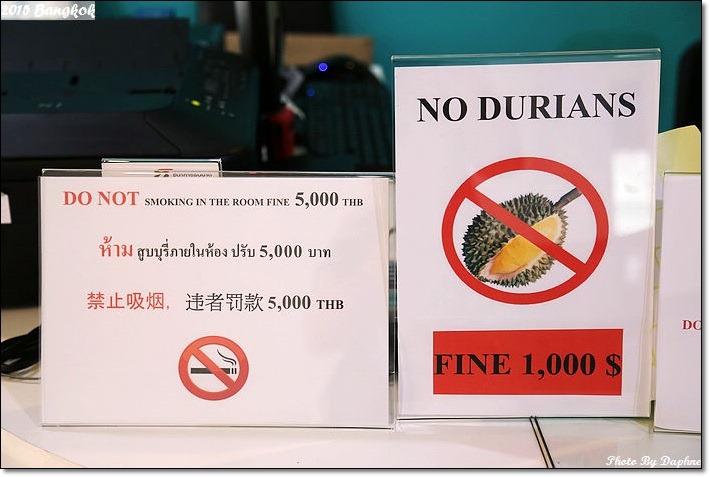 2015 Bangkok
DO NOT SMOKING IN THE ROOM FINE 5,000 THB
ห้าม สูบบุรี่ภายในห้อง ปรับ 5,000 บาท
禁止吸烟, 违者罚款 5,000 THB
NO DURIANS
FINE 1,000 $
DO
Photo By Daphne